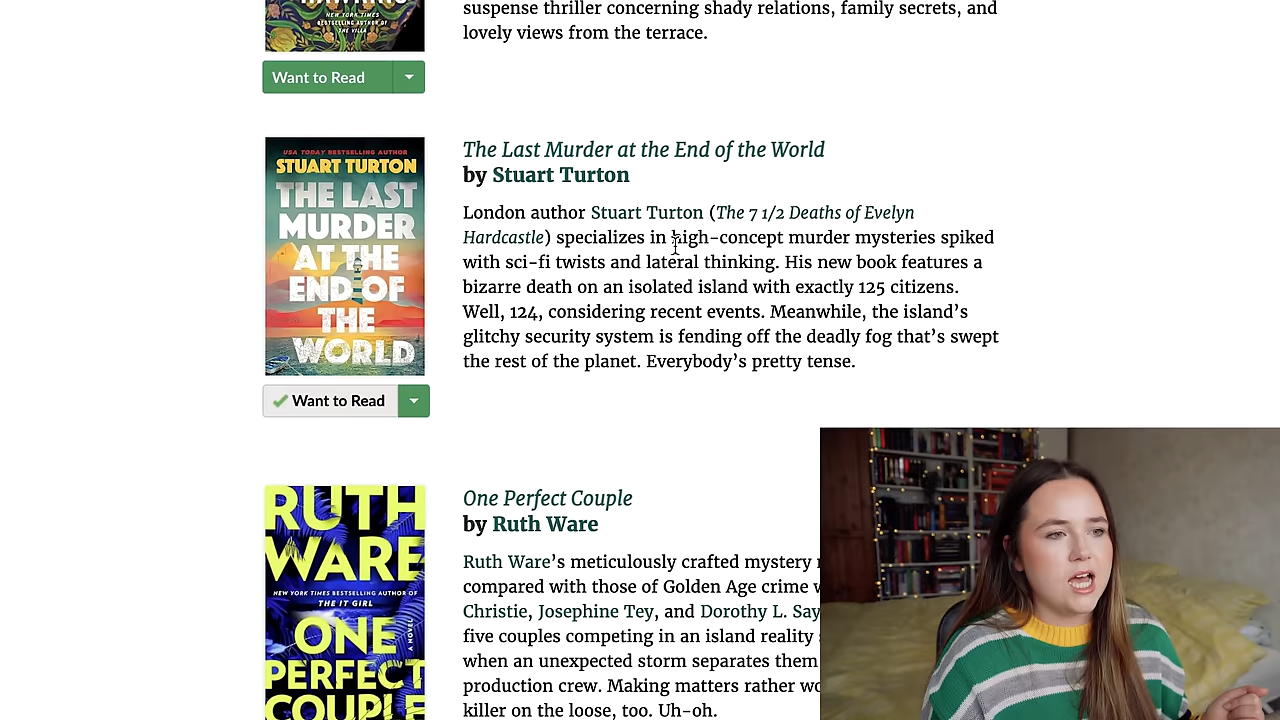 NEW YORK TIMES
BESTSELLING AUTHOR OF
THE VILLA
suspense thriller concerning shady relations, family secrets, and
lovely views from the terrace.
Want to Read
USA TODAY BESTSELLING AUTHOR
STUART TURTON
THE LAST
MURDER
AT THE
END OF
THE
WORLD
Want to Read
The Last Murder at the End of the World
by Stuart Turton
London author Stuart Turton (The 7 1/2 Deaths of Evelyn
Hardcastle) specializes in high-concept murder mysteries spiked
with sci-fi twists and lateral thinking. His new book features a
bizarre death on an isolated island with exactly 125 citizens.
Well, 124, considering recent events. Meanwhile, the island’s
glitchy security system is fending off the deadly fog that’s swept
the rest of the planet. Everybody’s pretty tense.
RUTH
WARE
NEW YORK TIMES BESTSELLING AUTHOR OF
THE IT GIRL
ONE
A NOVEL
PERFECT
COUPLE
One Perfect Couple
by Ruth Ware
Ruth Ware’s meticulously crafted mystery
compared with those of Golden Age crime
Christie, Josephine Tey, and Dorothy L. Say
five couples competing in an island reality
when an unexpected storm separates them
production crew. Making matters rather wo
killer on the loose, too. Uh-oh.